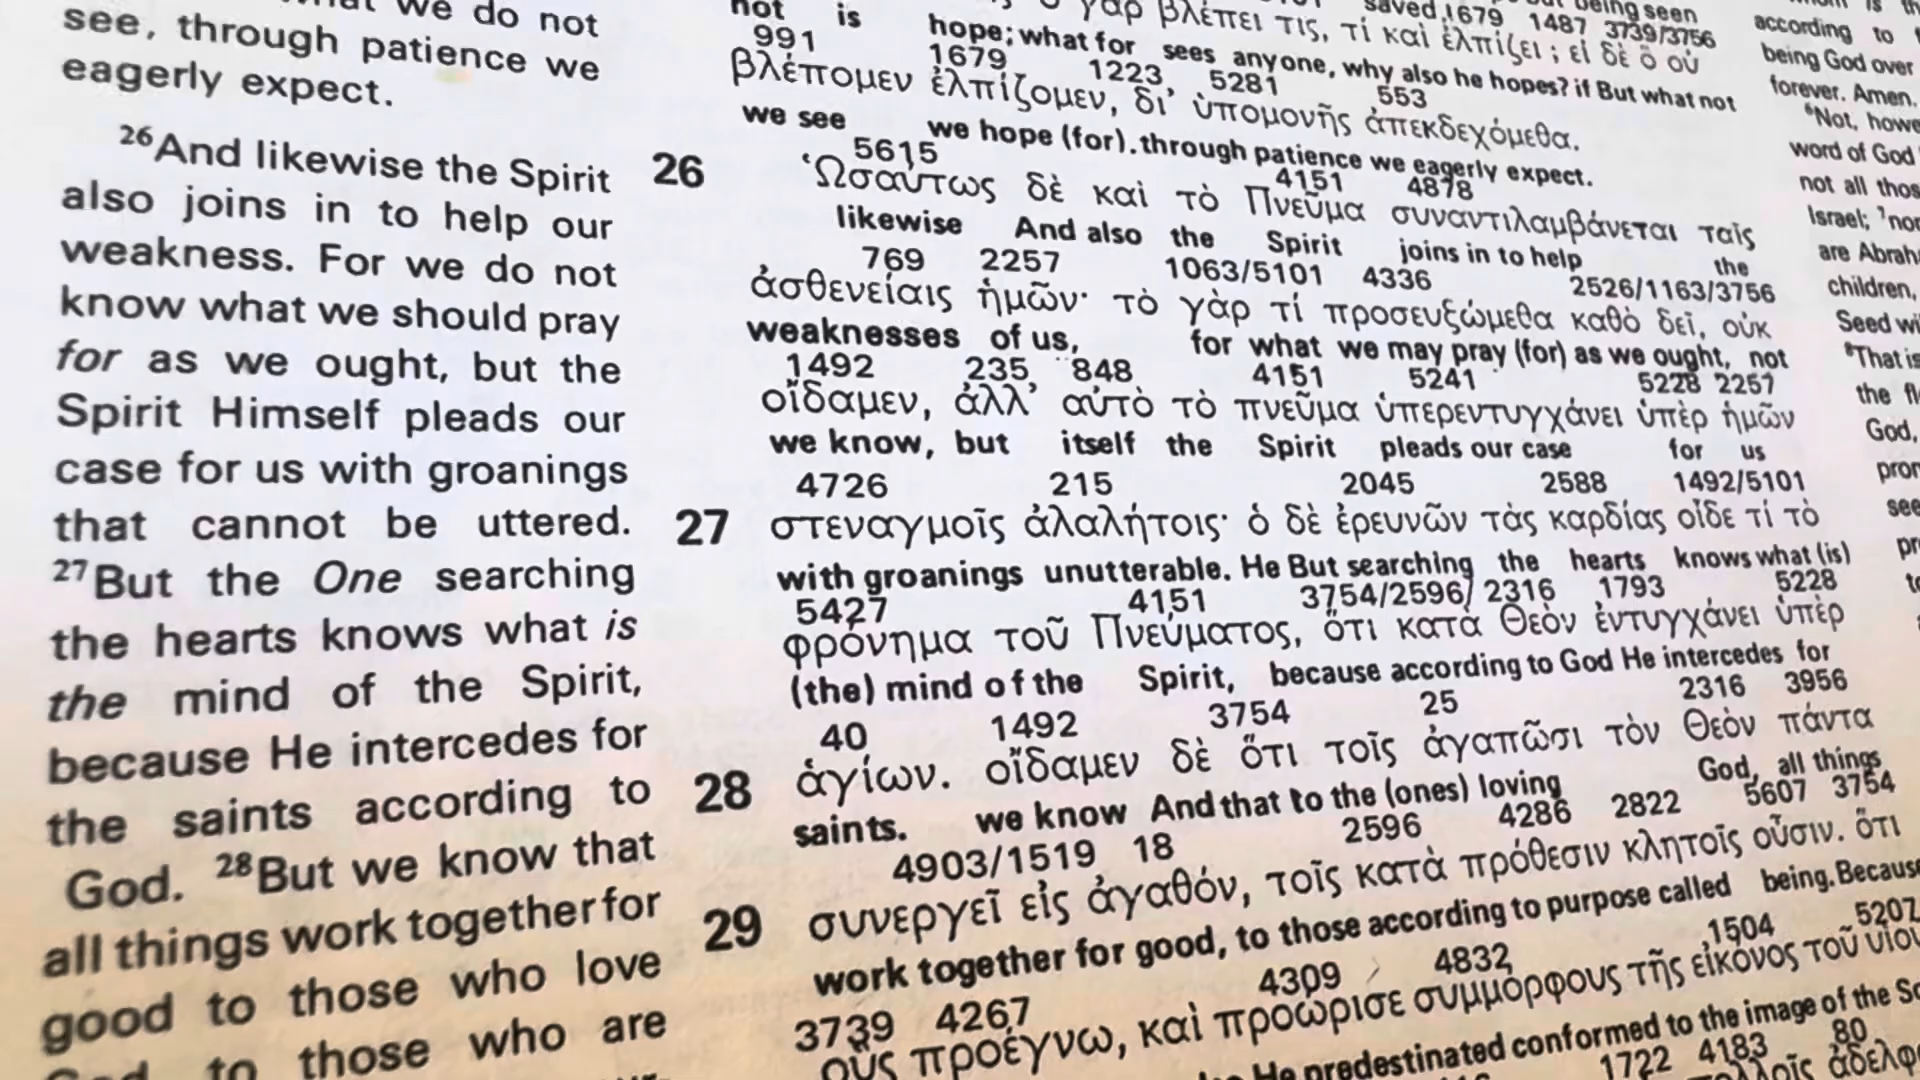 we do not
see, through patience we
eagerly expect.
26And likewise the Spirit
also joins in to help our
weakness. For we do not
know what we should pray
for as we ought, but the
Spirit Himself pleads our
case for us with groanings
that cannot be uttered.
27But the One searching
the hearts knows what is
the mind of the Spirit,
because He intercedes for
the saints according to
God. 28But we know that
all things work together for
good to those who love
God, to those who are
saved, 1679 1487 3739/3756
γὰρ βλέπει τις, τί καὶ ἐλπίζει; εἰ δὲ ὃ οὐ
not is hope; what for sees anyone, why also he hopes? if But what not
991 1679 1223, 5281 553
βλέπομεν ἐλπίζομεν, δι' ὑπομονῆς ἀπεκδεχόμεθα.
we see we hope (for). through patience we eagerly expect.
5615 4151 4878
26 Ὡσαύτως δὲ καὶ τὸ Πνεῦμα συναντιλαμβάνεται ταῖς
likewise And also the Spirit joins in to help the
769 2257 1063/5101 4336 2526/1163/3756
ἀσθενείαις ἡμῶν· τὸ γὰρ τί προσευξώμεθα καθὸ δεῖ, οὐκ
weaknesses of us, for what we may pray (for) as we ought, not
1492 235 848 4151 5241 5228 2257
οἴδαμεν, ἀλλ' αὐτὸ τὸ πνεῦμα ὑπερεντυγχάνει ὑπὲρ ἡμῶν
we know, but itself the Spirit pleads our case for us
4726 215 2045 2588 1492/5101
27 στεναγμοῖς ἀλαλήτοις· ὁ δὲ ἐρευνῶν τὰς καρδίας οἶδε τί τὸ
with groanings unutterable. He But searching the hearts knows what (is)
5427 4151 3754/2596/ 2316 1793 5228
φρόνημα τοῦ Πνεύματος, ὅτι κατὰ Θεὸν ἐντυγχάνει ὑπὲρ
(the) mind of the Spirit, because according to God He intercedes for
40 1492 3754 25 2316 3956
28 ἁγίων. οἴδαμεν δὲ ὅτι τοῖς ἀγαπῶσι τὸν Θεὸν πάντα
saints. we know And that to the (ones) loving God, all things
4903/1519 18 2596 4286 2822 5607 3754
29 συνεργεῖ εἰς ἀγαθόν, τοῖς κατὰ πρόθεσιν κλητοῖς οὖσιν. ὅτι
work together for good, to those according to purpose called being. Because
3739 4267 4309 4832 1504 5207
οὓς προέγνω, καὶ προώρισε συμμόρφους τῆς εἰκόνος τοῦ υἱοῦ
He predestinated conformed to the image of the
1722 4183 80
according to
being God over
forever. Amen.
6Not,
word of God
not all
Israel; 7nor
are
children,
Seed
8That is
the
God,